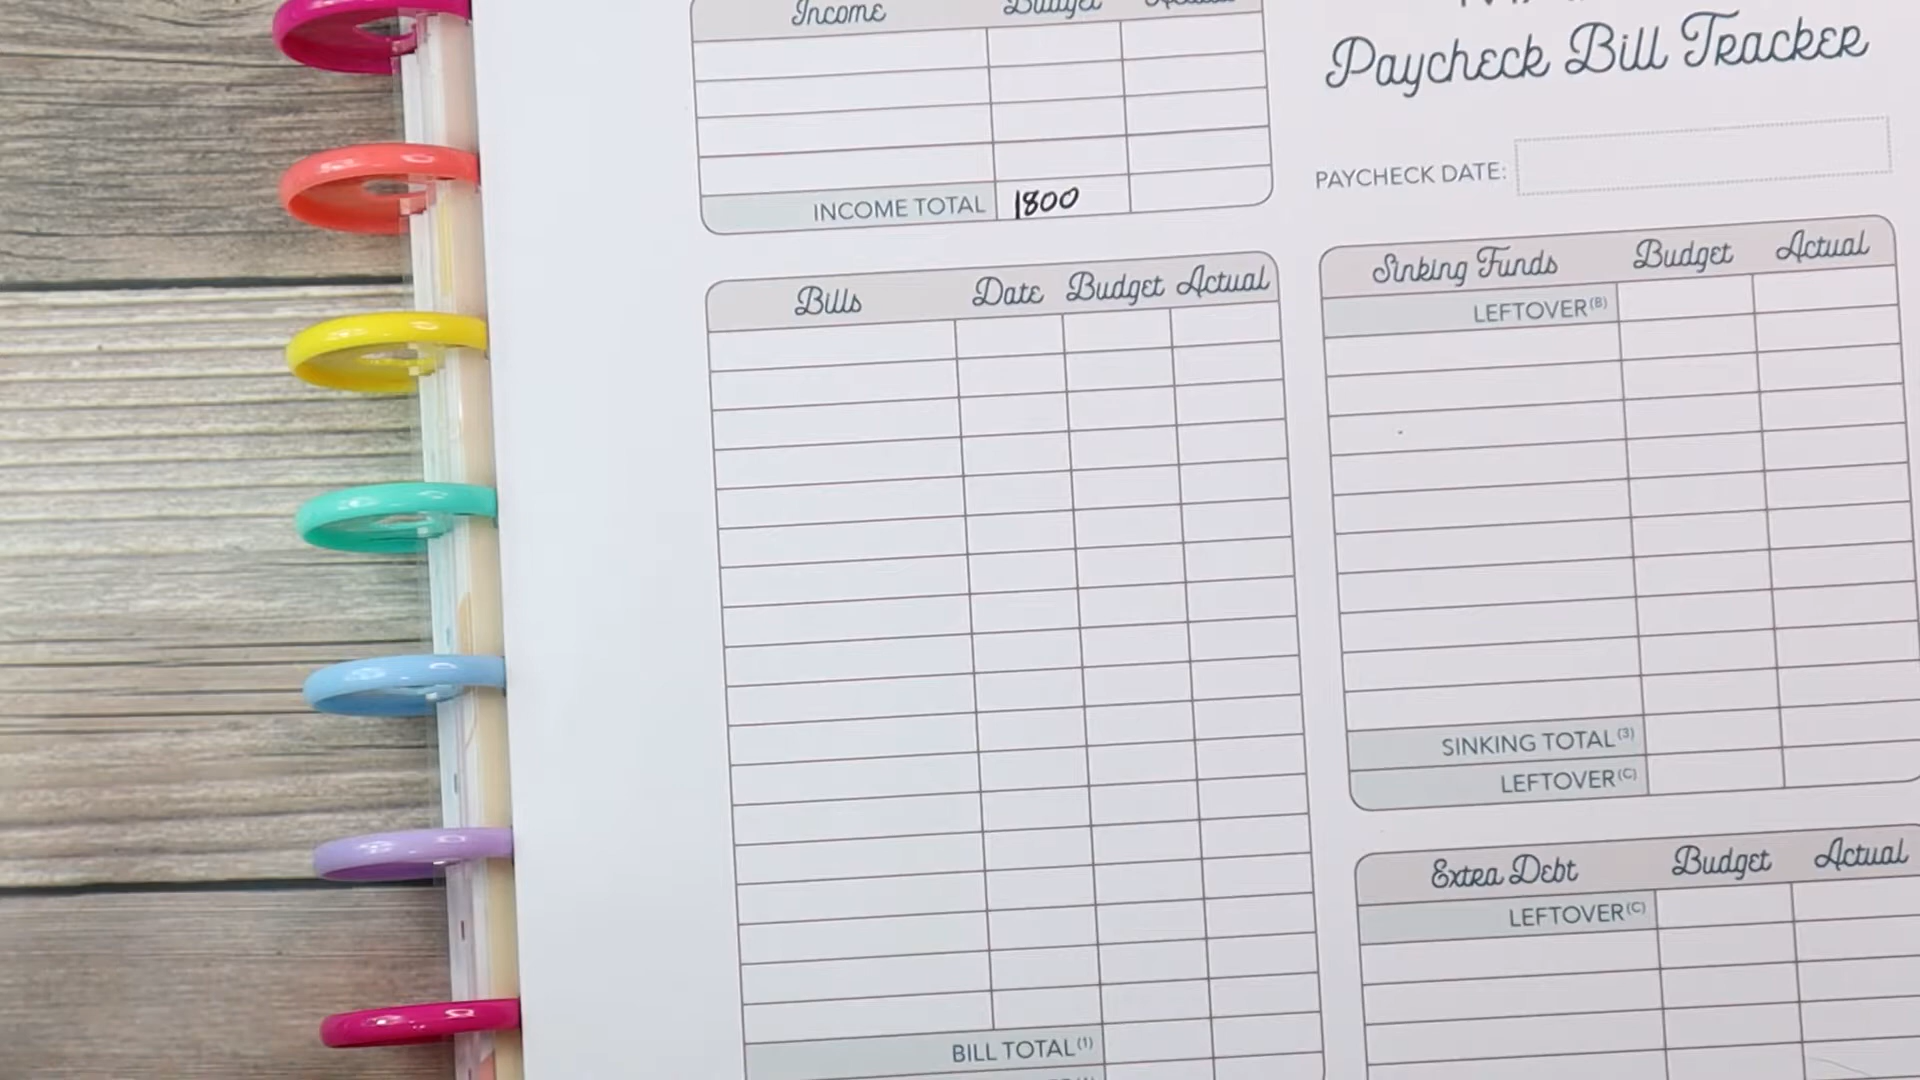 Income Budget
INCOME TOTAL 1800
Bills Date Budget Actual
BILL TOTAL(1)
Paycheck Bill Tracker
PAYCHECK DATE:
Sinking Funds Budget Actual
LEFTOVER(B)
SINKING TOTAL(3)
LEFTOVER(C)
Extra Debt Budget Actual
LEFTOVER(C)